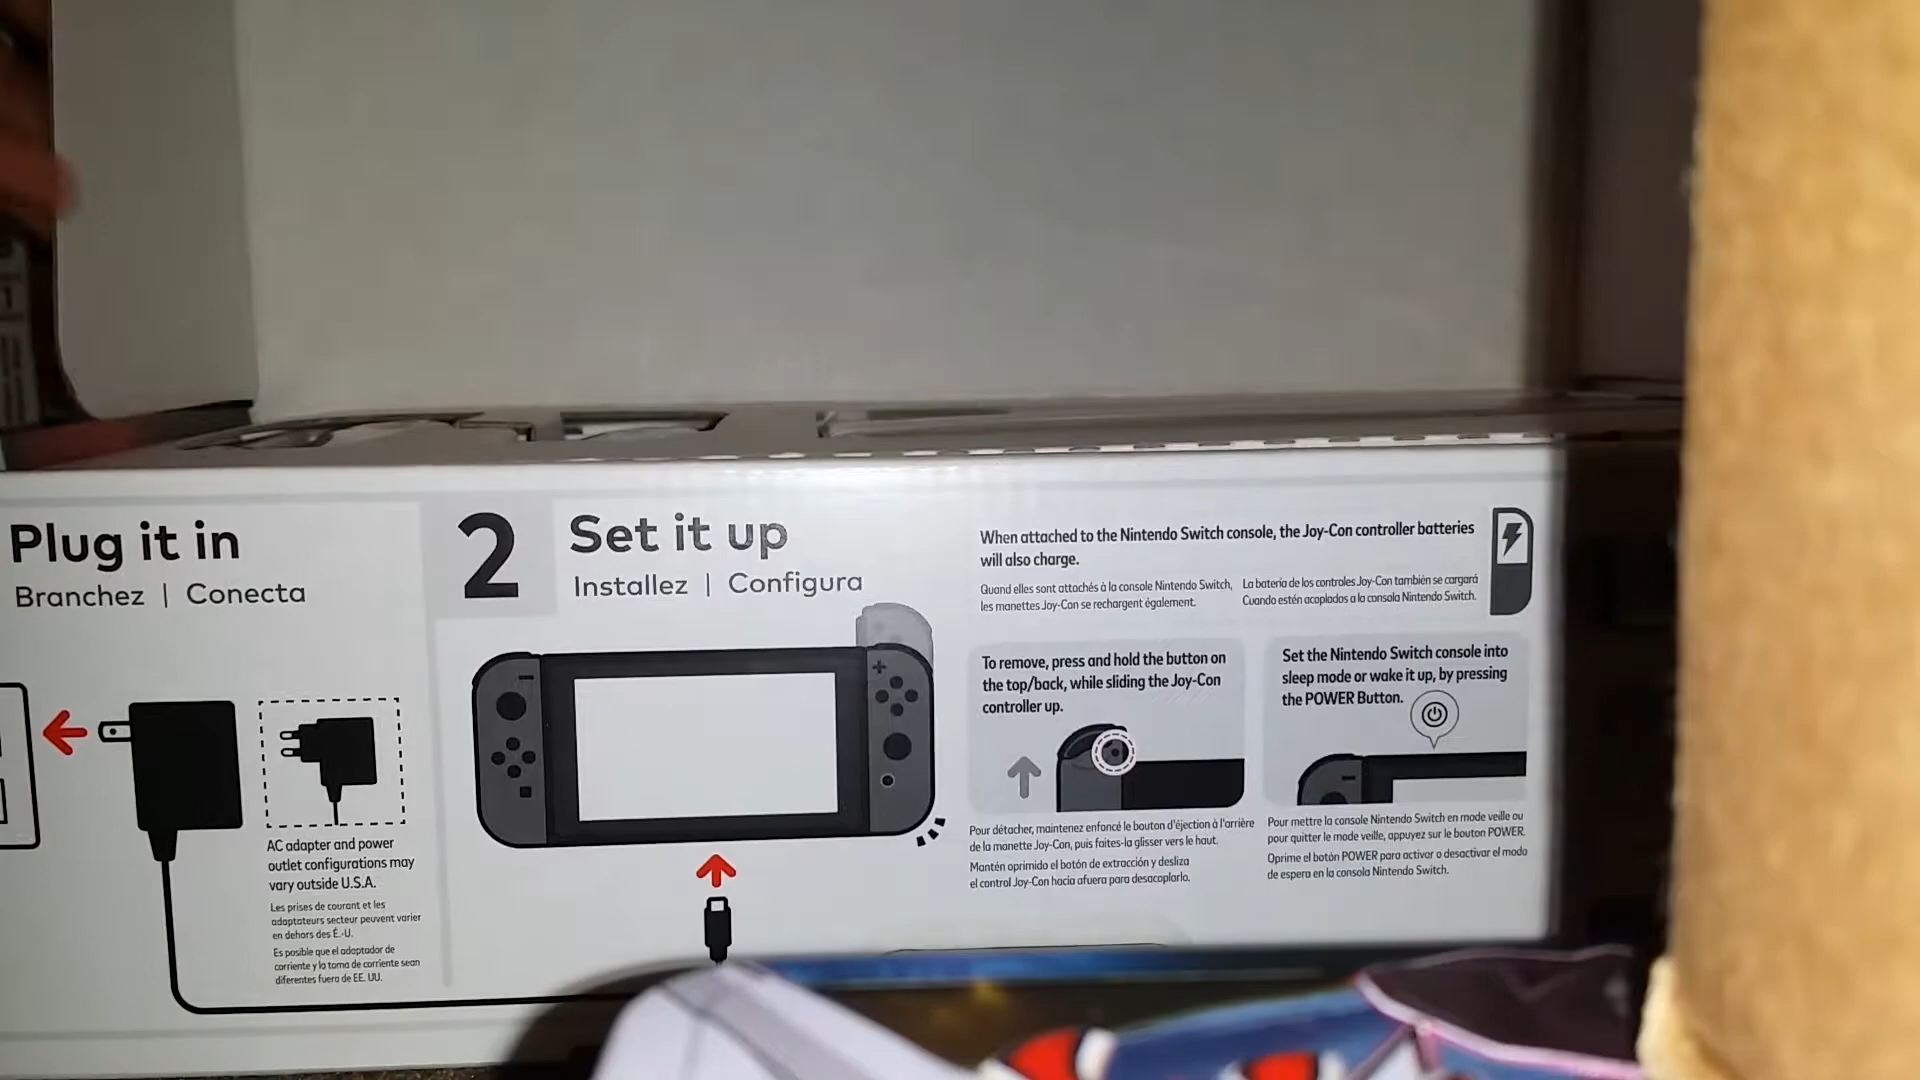 Plug it in
Branchez | Conecta
AC adapter and power
outlet configurations may
vary outside U.S.A.
Les prises de courant et les
adaptateurs secteur peuvent varier
en dehors des É.-U.
Es posible que el adaptador de
corriente y la toma de corriente sean
diferentes fuera de EE. UU.
2
Set it up
Installez | Configura
When attached to the Nintendo Switch console, the Joy-Con controller batteries
will also charge.
Quand elles sont attachés à la console Nintendo Switch,
les manettes Joy-Con se rechargent également.
La batería de los controles Joy-Con también se cargará
Cuando estén acoplados a la consola Nintendo Switch.
To remove, press and hold the button on
the top/back, while sliding the Joy-Con
controller up.
Pour détacher, maintenez enfoncé le bouton d'éjection à l'arrière
de la manette Joy-Con, puis faites-la glisser vers le haut.
Mantén oprimido el botón de extracción y desliza
el control Joy-Con hacia afuera para desacoplarlo.
Set the Nintendo Switch console into
sleep mode or wake it up, by pressing
the POWER Button.
Pour mettre la console Nintendo Switch en mode veille ou
pour quitter le mode veille, appuyez sur le bouton POWER.
Oprime el botón POWER para activar o desactivar el modo
de espera en la consola Nintendo Switch.